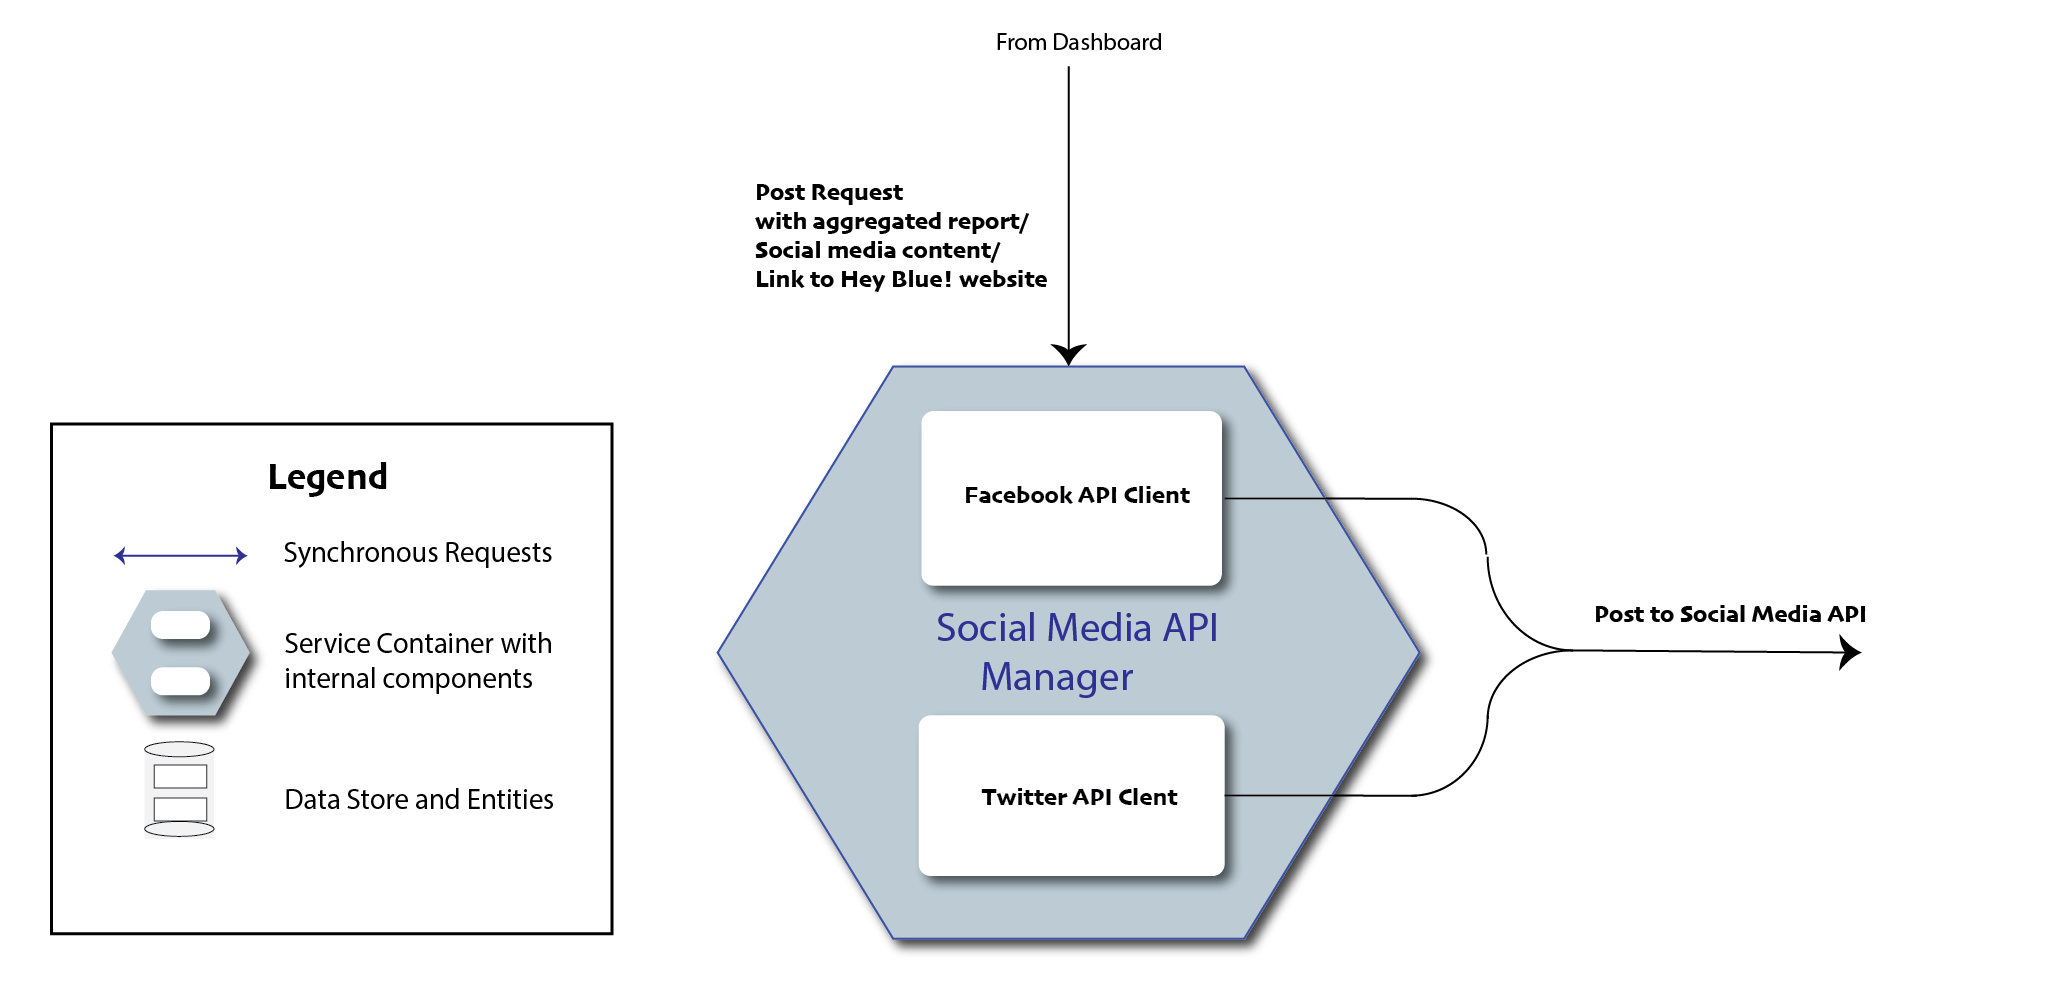 From Dashboard
Post Request
with aggregated report/
Social media content/
Link to Hey Blue! website
Legend
Synchronous Requests
Service Container with
internal components
Data Store and Entities
Facebook API Client
Social Media API
Manager
Twitter API Clent
Post to Social Media API